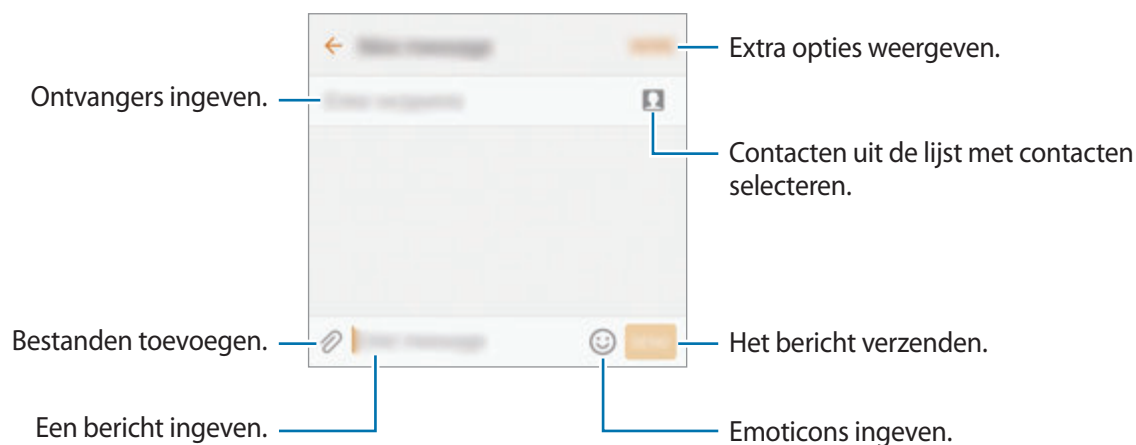 Extra opties weergeven.
Ontvangers ingeven.
Contacten uit de lijst met contacten
selecteren.
Bestanden toevoegen.
Het bericht verzenden.
Een bericht ingeven.
Emoticons ingeven.